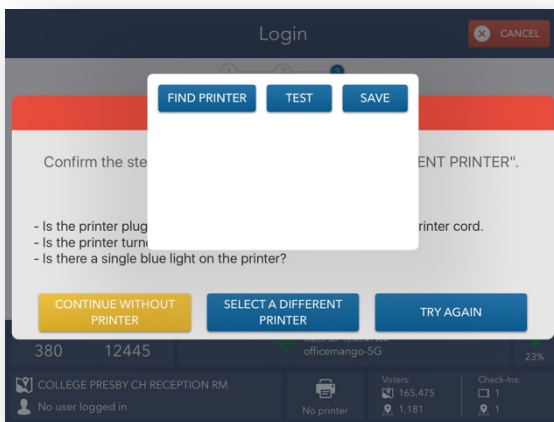 Login
CANCEL
FIND PRINTER
TEST
SAVE
Confirm the ste
ENT PRINTER".
- Is the printer plug
rinter cord.
- Is the printer turn
- Is there a single blue light on the printer?
CONTINUE WITHOUT
PRINTER
SELECT A DIFFERENT
PRINTER
TRY AGAIN
380
12445
officemango-5G
23%
COLLEGE PRESBY CH RECEPTION RM
No user logged in
No printer
Voters:
165,475
1,181
Check-Ins:
1
1